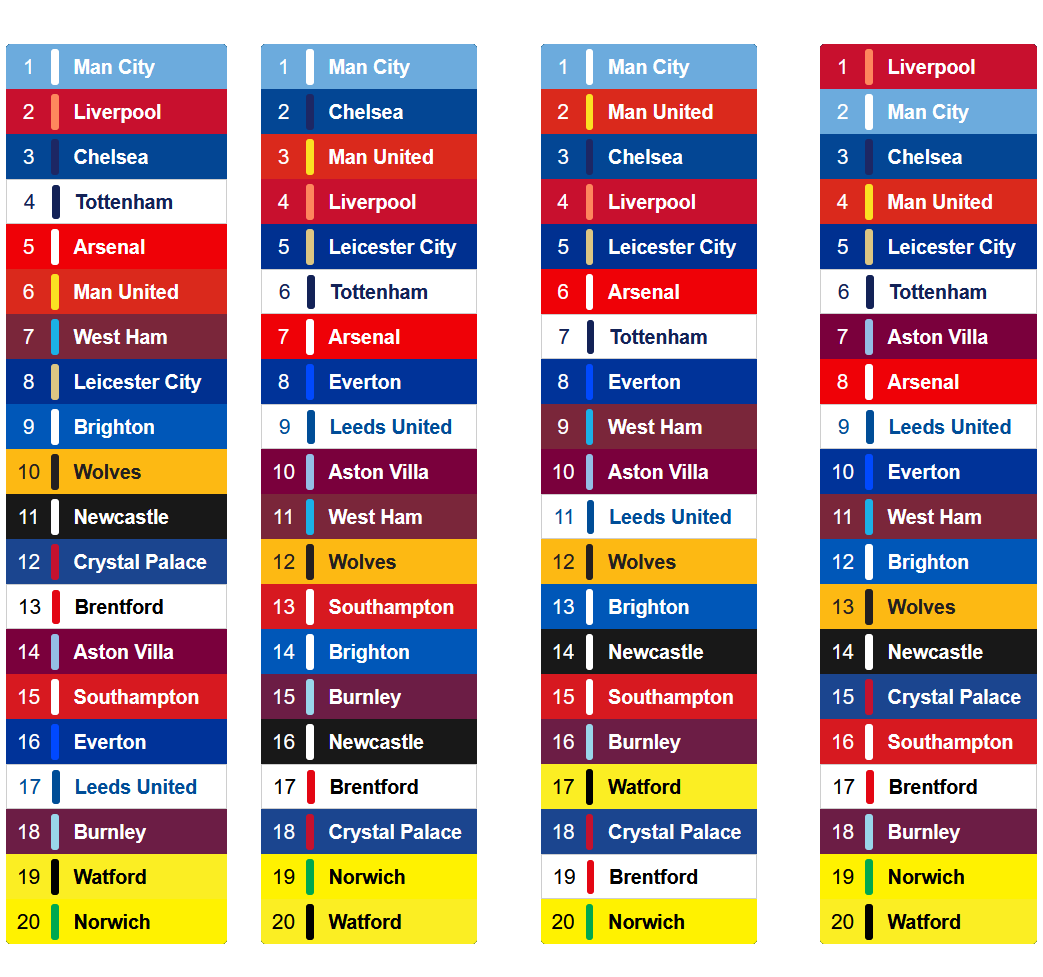 1 Man City
2 Liverpool
3 Chelsea
4 Tottenham
5 Arsenal
6 Man United
7 West Ham
8 Leicester City
9 Brighton
10 Wolves
11 Newcastle
12 Crystal Palace
13 Brentford
14 Aston Villa
15 Southampton
16 Everton
17 Leeds United
18 Burnley
19 Watford
20 Norwich
1 Man City
2 Chelsea
3 Man United
4 Liverpool
5 Leicester City
6 Tottenham
7 Arsenal
8 Everton
9 Leeds United
10 Aston Villa
11 West Ham
12 Wolves
13 Southampton
14 Brighton
15 Burnley
16 Newcastle
17 Brentford
18 Crystal Palace
19 Norwich
20 Watford
1 Man City
2 Man United
3 Chelsea
4 Liverpool
5 Leicester City
6 Arsenal
7 Tottenham
8 Everton
9 West Ham
10 Aston Villa
11 Leeds United
12 Wolves
13 Brighton
14 Newcastle
15 Southampton
16 Burnley
17 Watford
18 Crystal Palace
19 Brentford
20 Norwich
1 Liverpool
2 Man City
3 Chelsea
4 Man United
5 Leicester City
6 Tottenham
7 Aston Villa
8 Arsenal
9 Leeds United
10 Everton
11 West Ham
12 Brighton
13 Wolves
14 Newcastle
15 Crystal Palace
16 Southampton
17 Brentford
18 Burnley
19 Norwich
20 Watford